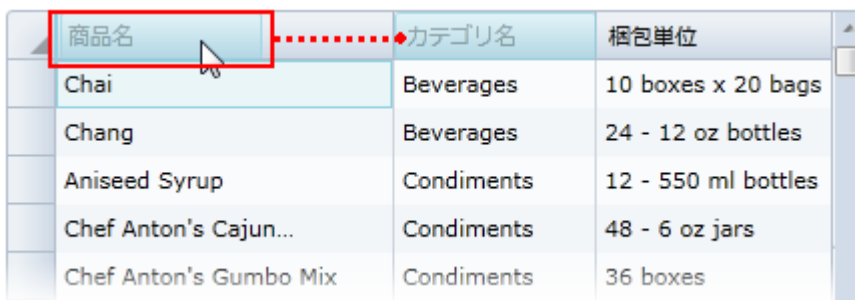 商品名 カテゴリ名 梱包単位
Chai Beverages 10 boxes x 20 bags
Chang Beverages 24 - 12 oz bottles
Aniseed Syrup Condiments 12 - 550 ml bottles
Chef Anton's Cajun... Condiments 48 - 6 oz jars
Chef Anton's Gumbo Mix Condiments 36 boxes